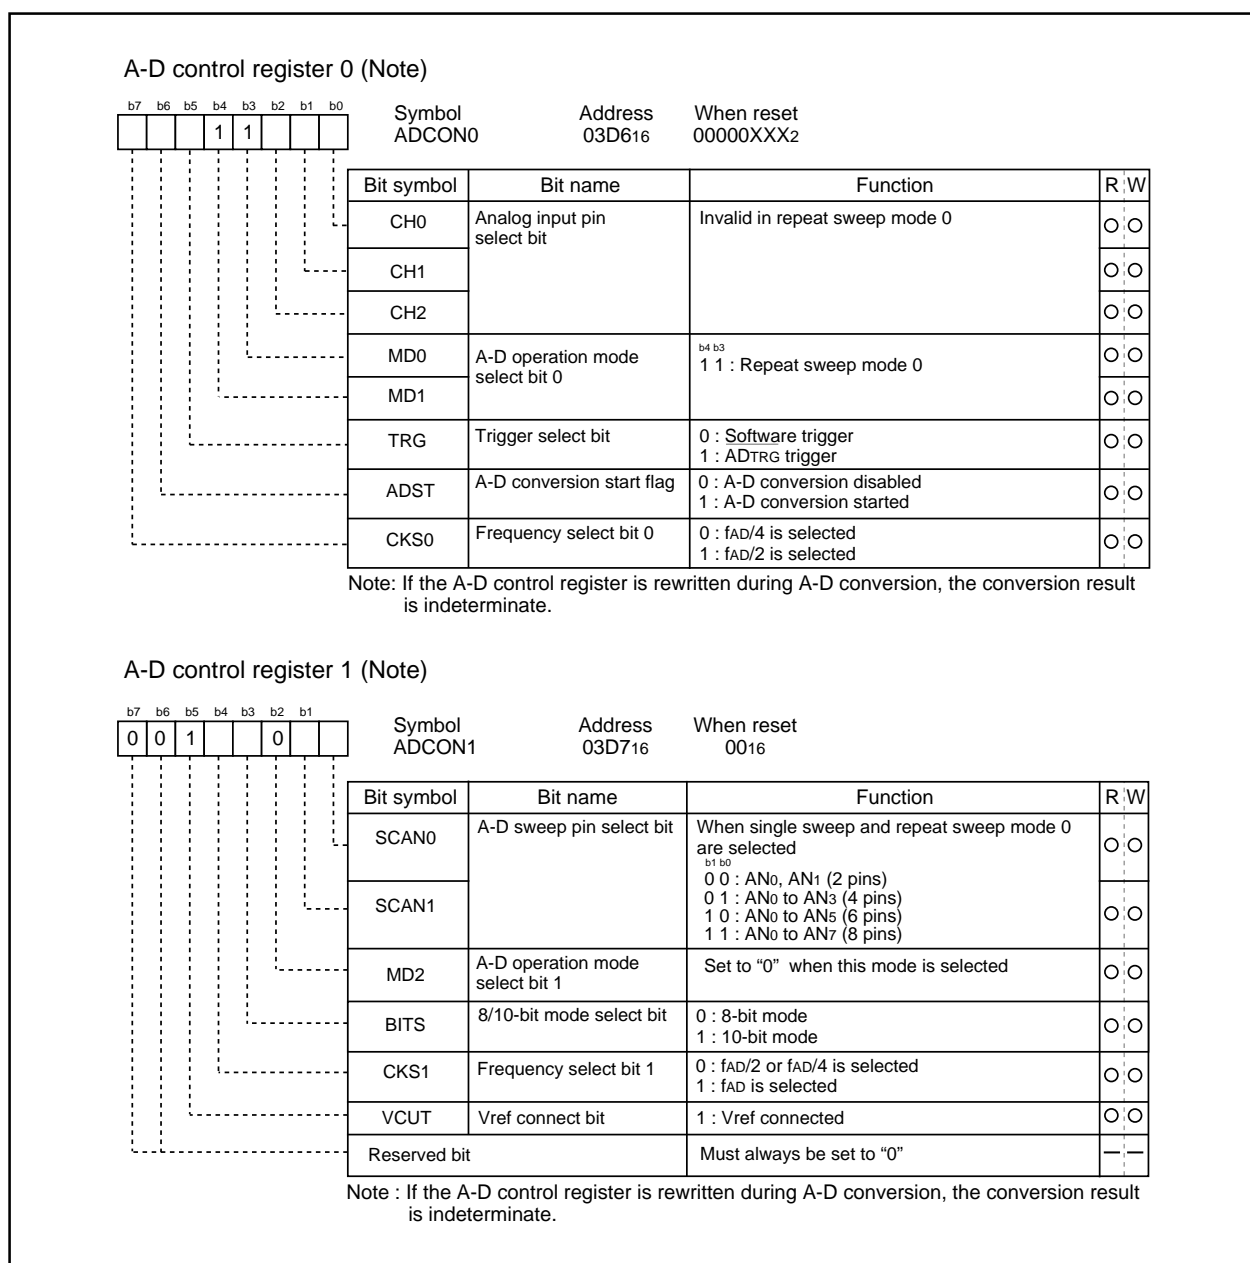 A-D control register 0 (Note)
b7 b6 b5 b4 b3 b2 b1 b0
1 1
Symbol Address When reset
ADCON0 03D616 00000XXX2
Bit symbol Bit name Function R W
CH0 Analog input pin select bit Invalid in repeat sweep mode 0
CH1
CH2
MD0 A-D operation mode select bit 0 b4 b3
1 1 : Repeat sweep mode 0
MD1
TRG Trigger select bit 0 : Software trigger
1 : ADTRG trigger
ADST A-D conversion start flag 0 : A-D conversion disabled
1 : A-D conversion started
CKS0 Frequency select bit 0 0 : fAD/4 is selected
1 : fAD/2 is selected
Note: If the A-D control register is rewritten during A-D conversion, the conversion result
is indeterminate.
A-D control register 1 (Note)
b7 b6 b5 b4 b3 b2 b1
0 0 1 0
Symbol Address When reset
ADCON1 03D716 0016
Bit symbol Bit name Function R W
SCAN0 A-D sweep pin select bit When single sweep and repeat sweep mode 0
are selected
b1 b0
0 0 : AN0, AN1 (2 pins)
0 1 : AN0 to AN3 (4 pins)
SCAN1 1 0 : AN0 to AN5 (6 pins)
1 1 : AN0 to AN7 (8 pins)
MD2 A-D operation mode select bit 1 Set to “0” when this mode is selected
BITS 8/10-bit mode select bit 0 : 8-bit mode
1 : 10-bit mode
CKS1 Frequency select bit 1 0 : fAD/2 or fAD/4 is selected
1 : fAD is selected
VCUT Vref connect bit 1 : Vref connected
Reserved bit Must always be set to “0”
Note : If the A-D control register is rewritten during A-D conversion, the conversion result
is indeterminate.